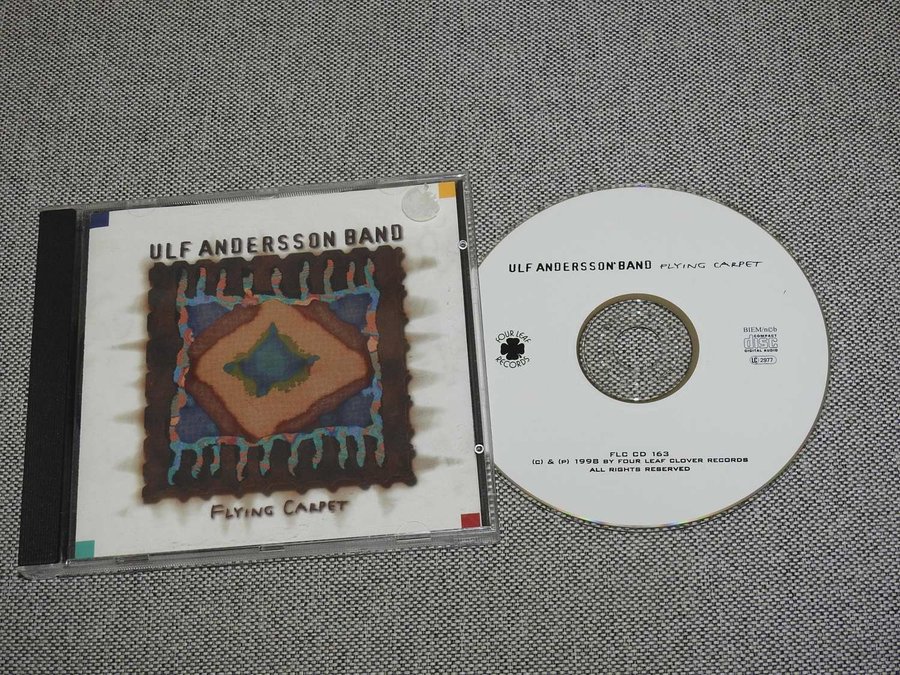 ULF ANDERSSON BAND
FLYING CARPET
ULF ANDERSSON BAND FLYING CARPET
FOUR LEAF
RECORDS
BIEM/n©b
COMPACT
disc
DIGITAL AUDIO
LC 2977
FLC CD 163
(C) & (P) 1998 BY FOUR LEAF CLOVER RECORDS
ALL RIGHTS RESERVED